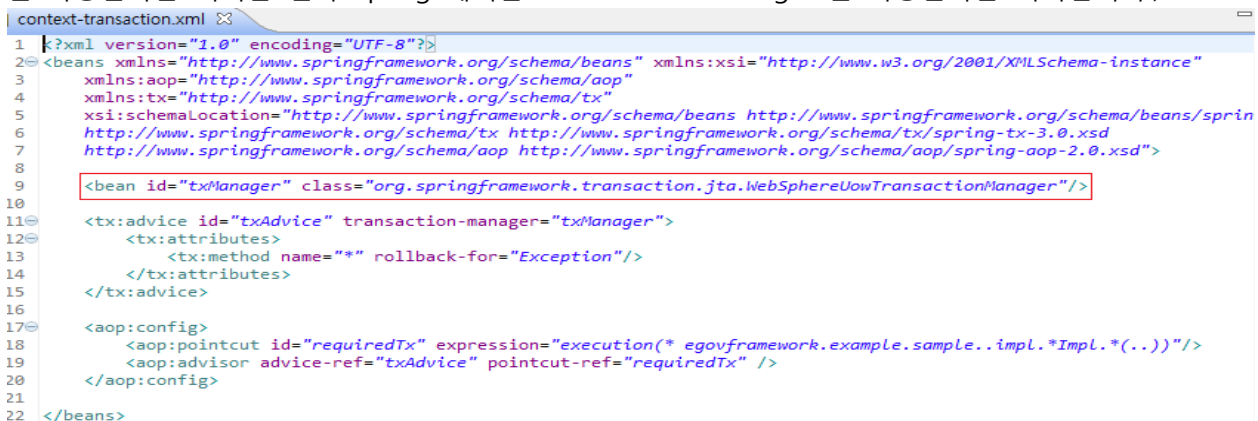 context-transaction.xml
1 <?xml version="1.0" encoding="UTF-8"?>
2 <beans xmlns="http://www.springframework.org/schema/beans" xmlns:xsi="http://www.w3.org/2001/XMLSchema-instance"
3 xmlns:aop="http://www.springframework.org/schema/aop"
4 xmlns:tx="http://www.springframework.org/schema/tx"
5 xsi:schemaLocation="http://www.springframework.org/schema/beans http://www.springframework.org/schema/beans/sprin
6 http://www.springframework.org/schema/tx http://www.springframework.org/schema/tx/spring-tx-3.0.xsd
7 http://www.springframework.org/schema/aop http://www.springframework.org/schema/aop/spring-aop-2.0.xsd">
8
9 <bean id="txManager" class="org.springframework.transaction.jta.WebSphereUowTransactionManager"/>
10
11 <tx:advice id="txAdvice" transaction-manager="txManager">
12 <tx:attributes>
13 <tx:method name="*" rollback-for="Exception"/>
14 </tx:attributes>
15 </tx:advice>
16
17 <aop:config>
18 <aop:pointcut id="requiredTx" expression="execution(* egovframework.example.sample..impl.*Impl.*(..))"/>
19 <aop:advisor advice-ref="txAdvice" pointcut-ref="requiredTx" />
20 </aop:config>
21
22 </beans>